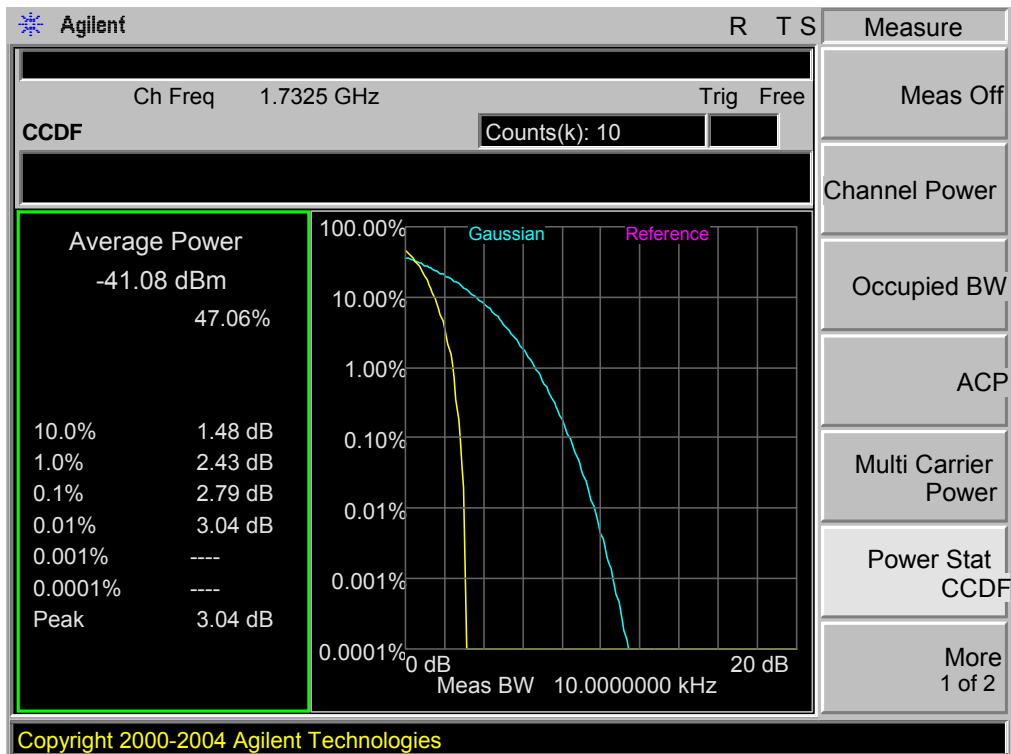 Agilent R T S Measure
Ch Freq 1.7325 GHz Trig Free
CCDF Counts(k): 10
Average Power
-41.08 dBm
47.06%
10.0% 1.48 dB
1.0% 2.43 dB
0.1% 2.79 dB
0.01% 3.04 dB
0.001% ----
0.0001% ----
Peak 3.04 dB
Gaussian Reference
100.00%
10.00%
1.00%
0.10%
0.01%
0.001%
0.0001%
0 dB 20 dB
Meas BW 10.0000000 kHz
Meas Off
Channel Power
Occupied BW
ACP
Multi Carrier
Power
Power Stat
CCDF
More
1 of 2
Copyright 2000-2004 Agilent Technologies